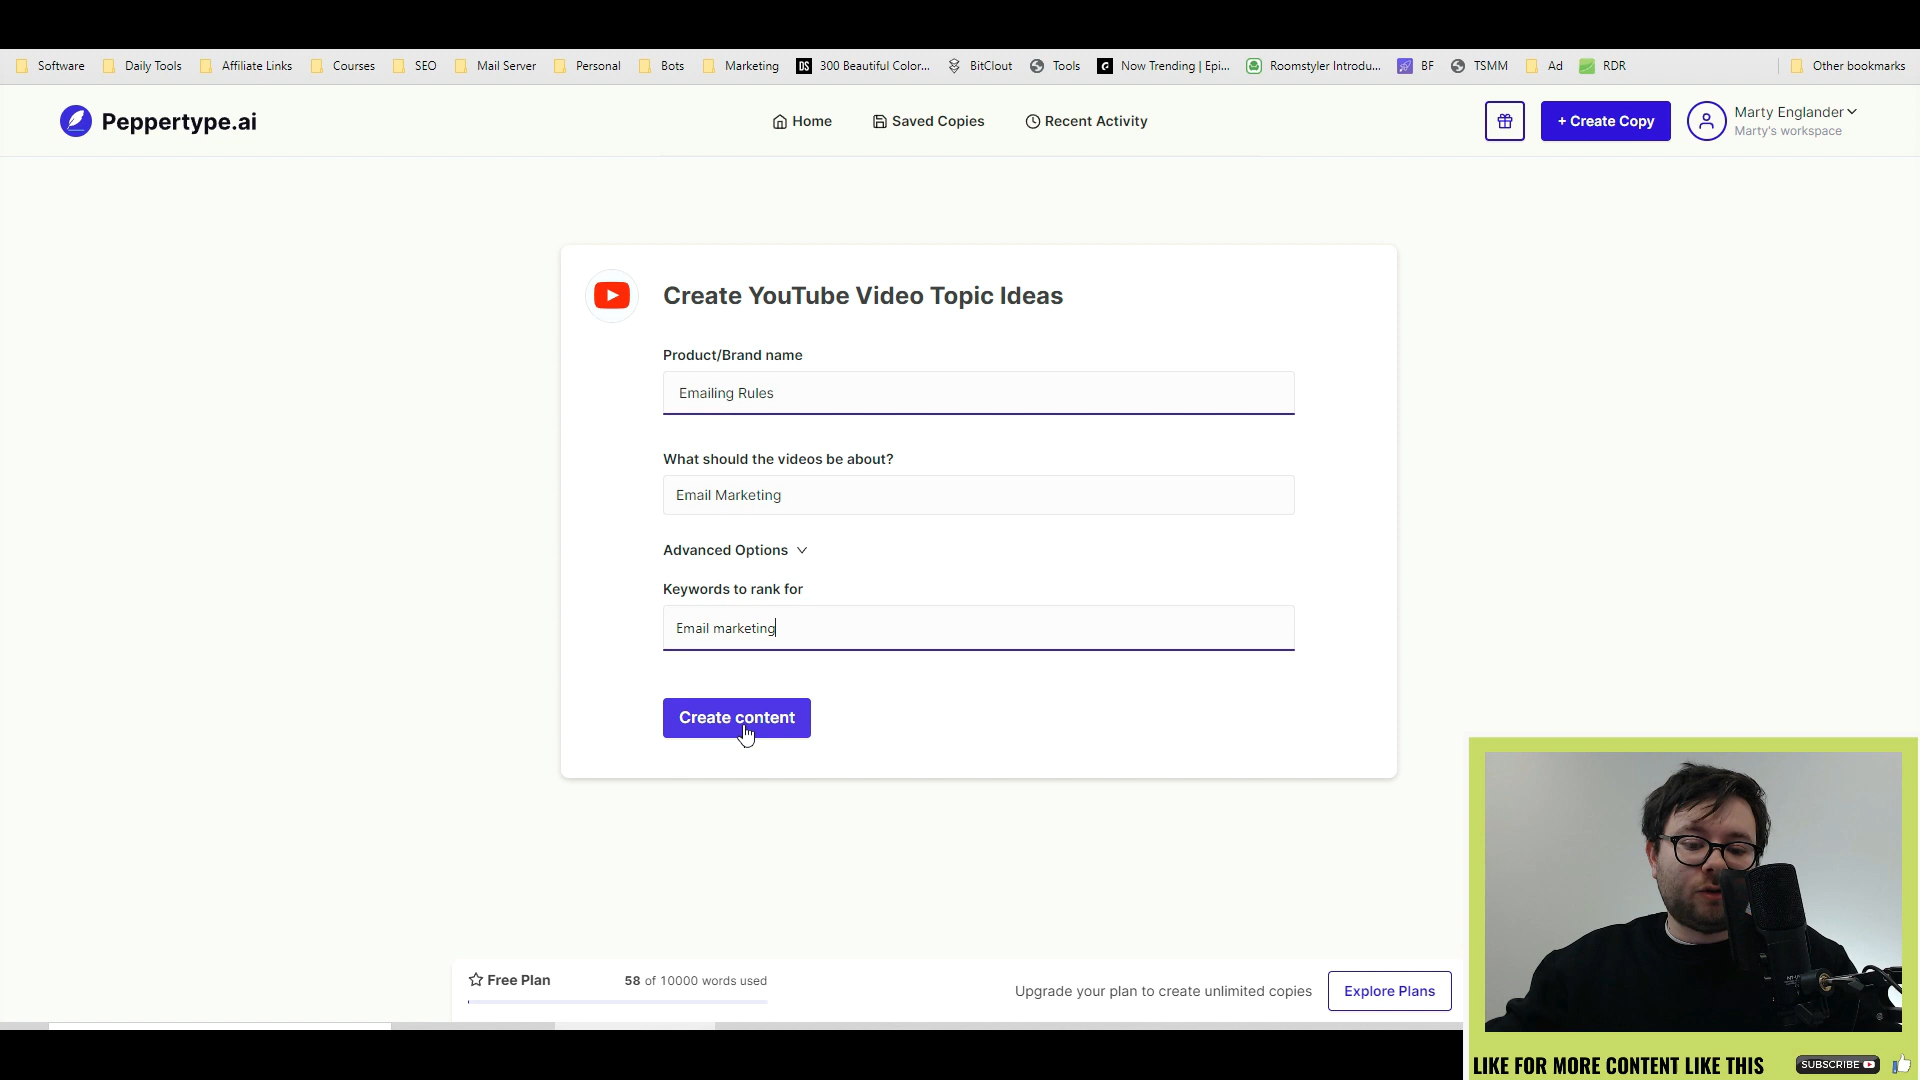 Software Daily Tools Affiliate Links Courses SEO Mail Server Personal Bots Marketing DS 300 Beautiful Color... BitClout Tools Now Trending | Epi... Roomstyler Introdu... BF TSMM Ad RDR Other bookmarks
Peppertype.ai Home Saved Copies Recent Activity + Create Copy Marty Englander
Marty's workspace
Create YouTube Video Topic Ideas
Product/Brand name
Emailing Rules
What should the videos be about?
Email Marketing
Advanced Options
Keywords to rank for
Email marketing
Create content
Free Plan 58 of 10000 words used
Upgrade your plan to create unlimited copies Explore Plans
LIKE FOR MORE CONTENT LIKE THIS SUBSCRIBE